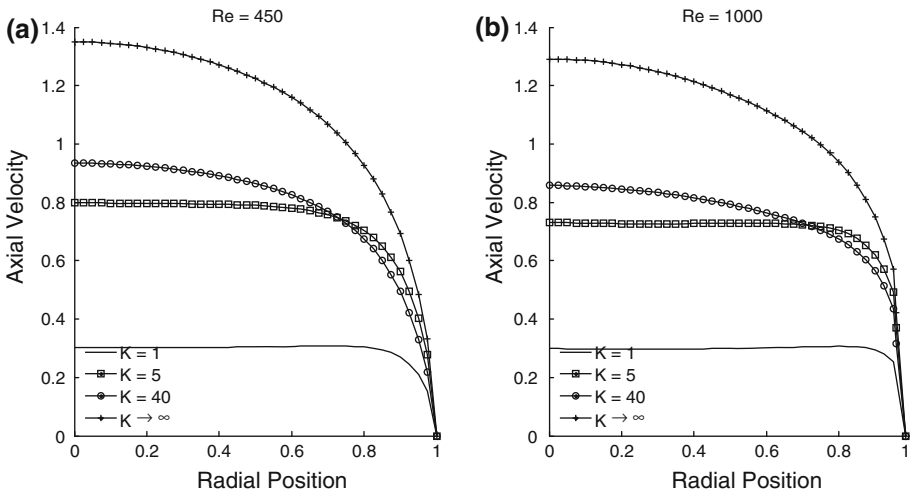 (a)
Re = 450
Axial Velocity
1.4
1.2
1
0.8
0.6
0.4
0.2
0
K = 1
K = 5
K = 40
K → ∞
0 0.2 0.4 0.6 0.8 1
Radial Position
(b)
Re = 1000
Axial Velocity
1.4
1.2
1
0.8
0.6
0.4
0.2
0
K = 1
K = 5
K = 40
K → ∞
0 0.2 0.4 0.6 0.8 1
Radial Position